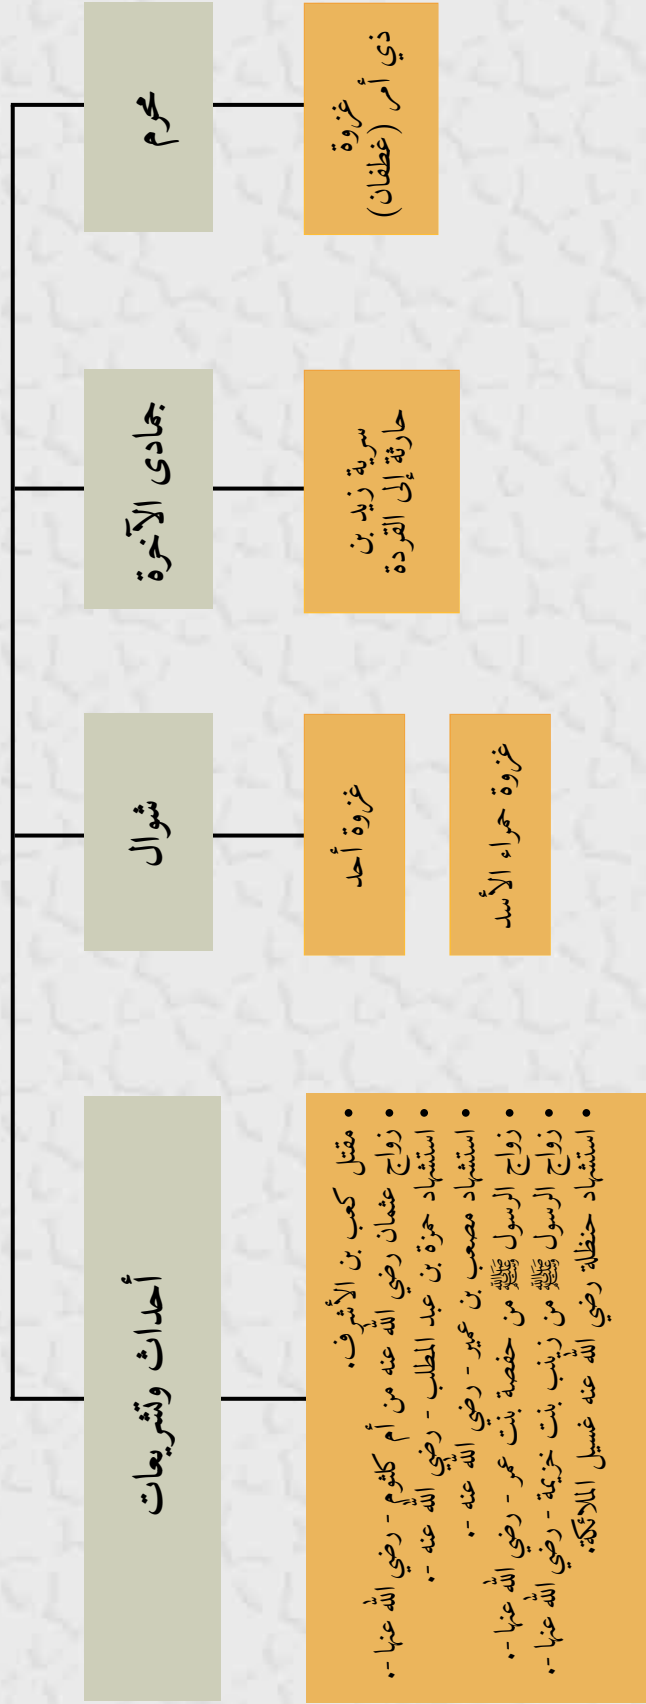 محرم
غزوة
ذي أمر (غطفان)
جمادى الآخرة
سرية زيد بن
حارثة إلى القردة
شوال
غزوة أحد
غزوة حمراء الأسد
أحداث وتشريعات
• مقتل كعب بن الأشرف.
• زواج عثمان رضي الله عنه من أم كلثوم - رضي الله عنها -.
• استشهاد حمزة بن عبد المطلب - رضي الله عنه -.
• استشهاد مصعب بن عمير - رضي الله عنه -.
• زواج الرسول ﷺ من حفصة بنت عمر - رضي الله عنها -.
• زواج الرسول ﷺ من زينب بنت خزيمة - رضي الله عنها -.
• استشهاد حنظلة رضي الله عنه غسيل الملائكة.